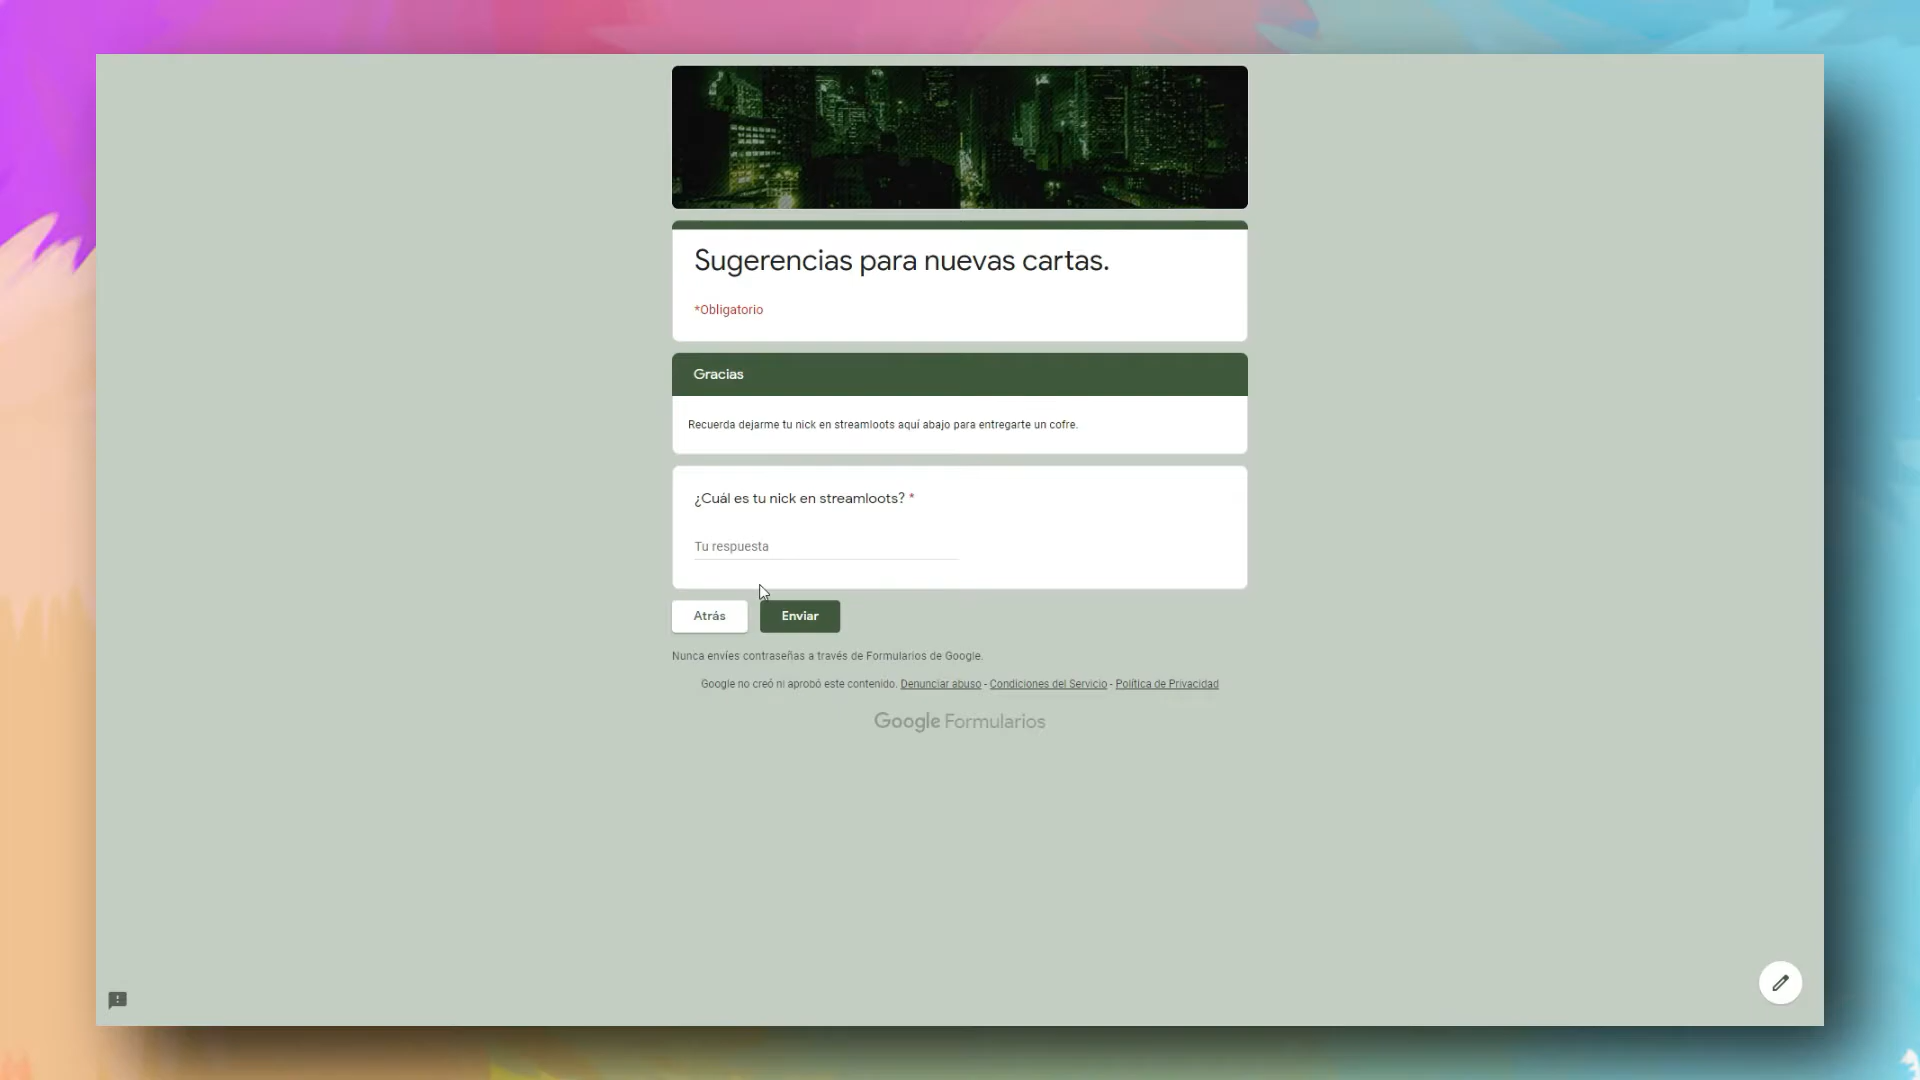 Sugerencias para nuevas cartas.
*Obligatorio
Gracias
Recuerda dejarme tu nick en streamloots aquí abajo para entregarte un cofre.
¿Cuál es tu nick en streamloots? *
Tu respuesta
Atrás
Enviar
Nunca envíes contraseñas a través de Formularios de Google.
Google no creó ni aprobó este contenido. Denunciar abuso - Condiciones del Servicio - Política de Privacidad
Google Formularios